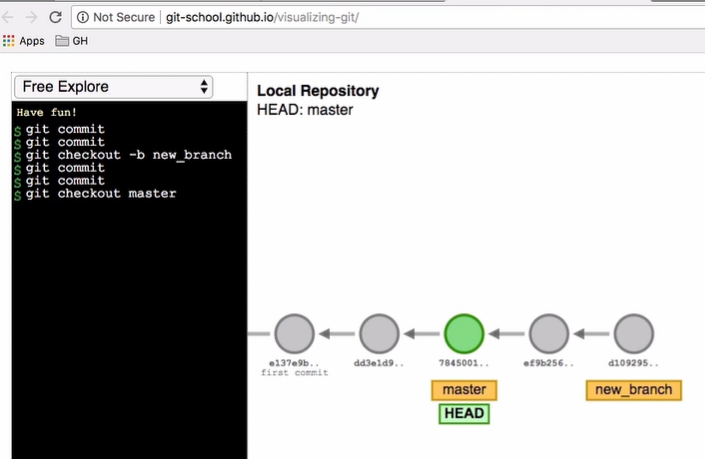 Not Secure | git-school.github.io/visualizing-git/
Apps GH
Free Explore
Have fun!
$ git commit
$ git commit
$ git checkout -b new_branch
$ git commit
$ git commit
$ git checkout master
Local Repository
HEAD: master
e137e9b.. dd3e1d9.. 7845001.. ef9b256.. d109295..
first commit
master new_branch
HEAD